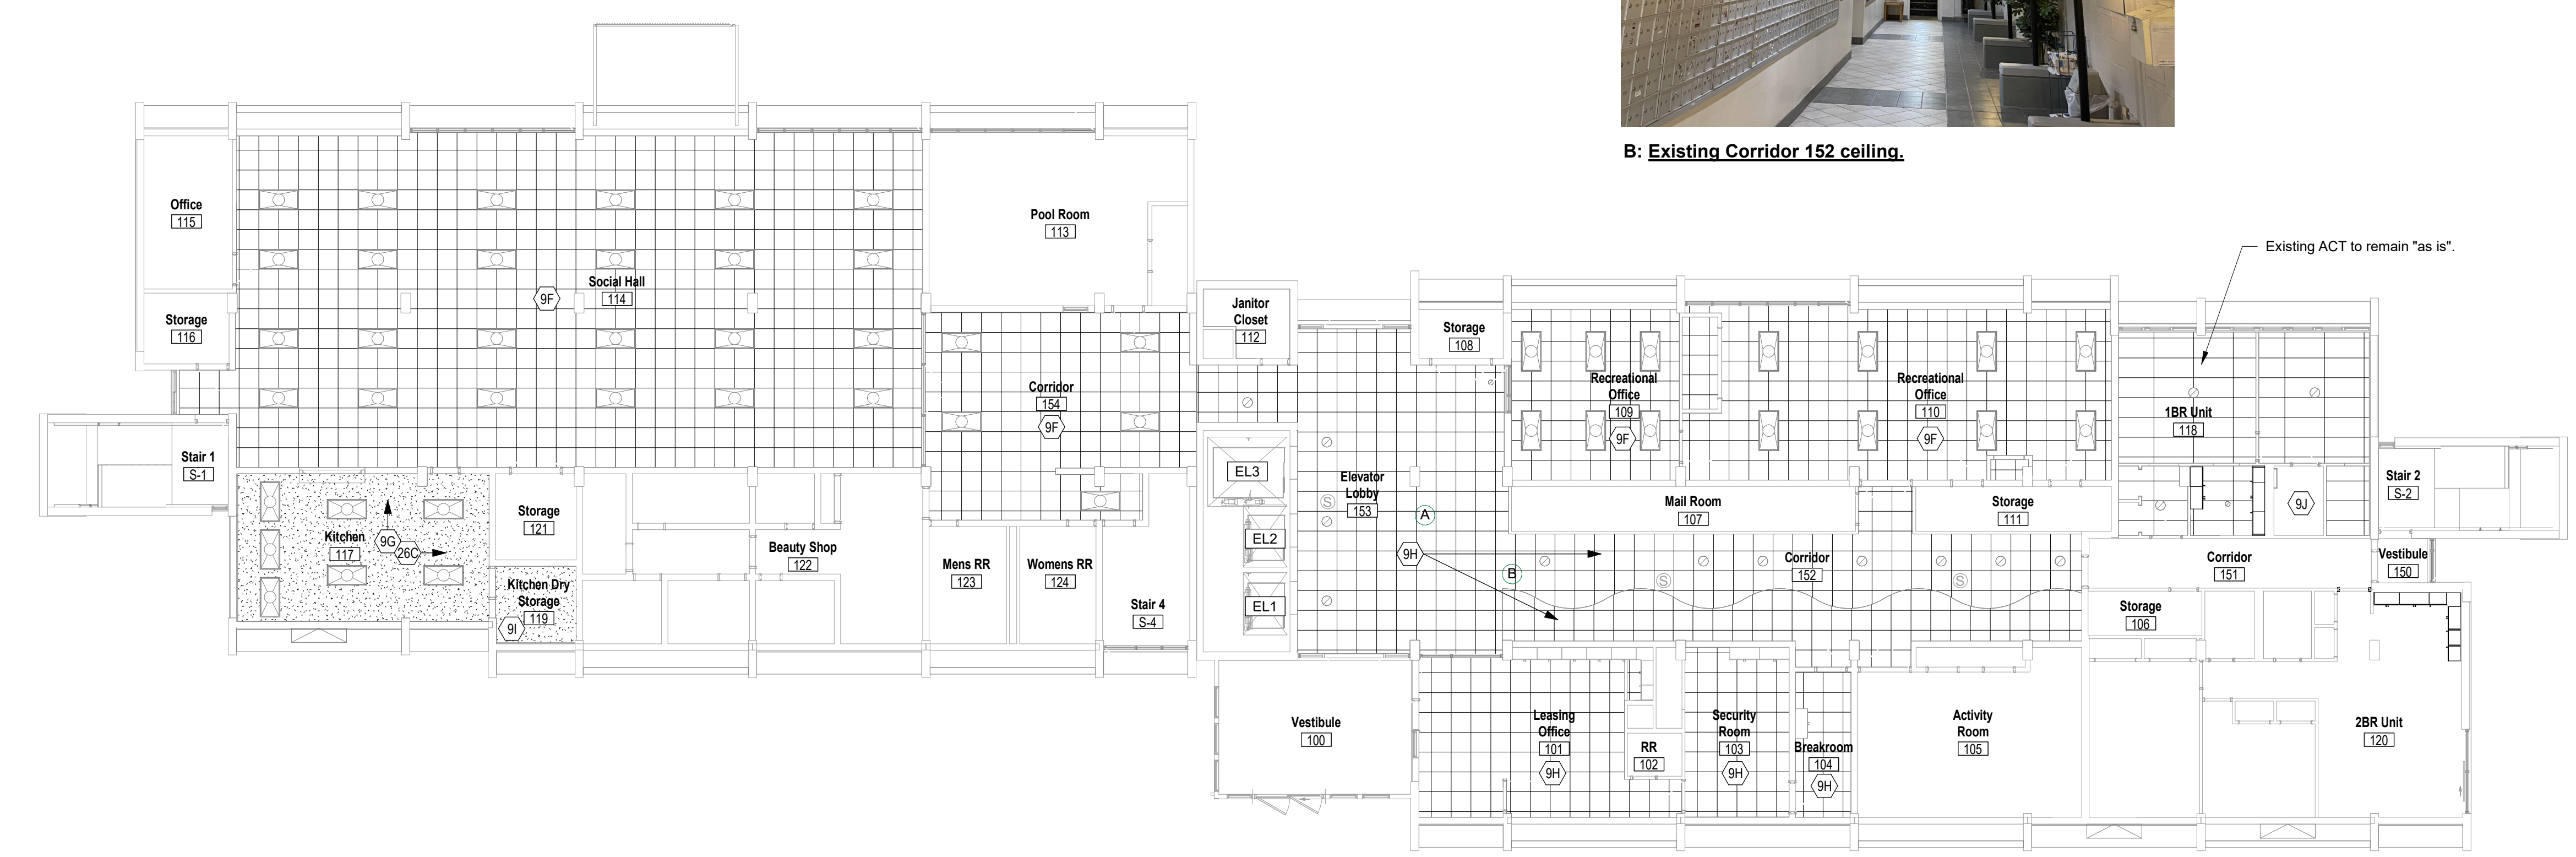 B: Existing Corridor 152 ceiling.
Office
115
Storage
116
Social Hall
114
9F
Pool Room
113
Janitor
Closet
112
Corridor
154
9F
Storage
108
Recreational
Office
109
9F
Recreational
Office
110
9F
Existing ACT to remain "as is".
1BR Unit
118
9J
Stair 1
S-1
Stair 2
S-2
Kitchen
117
9G
26C
Storage
121
Kitchen Dry
Storage
119
9I
Beauty Shop
122
Mens RR
123
Womens RR
124
Stair 4
S-4
EL3
EL2
EL1
Elevator
Lobby
153
S
A
B
9H
Mail Room
107
Storage
111
Corridor
152
S
S
Corridor
151
Vestibule
150
Storage
106
Vestibule
100
Leasing
Office
101
9H
RR
102
Security
Room
103
9H
Breakroom
104
9H
Activity
Room
105
2BR Unit
120